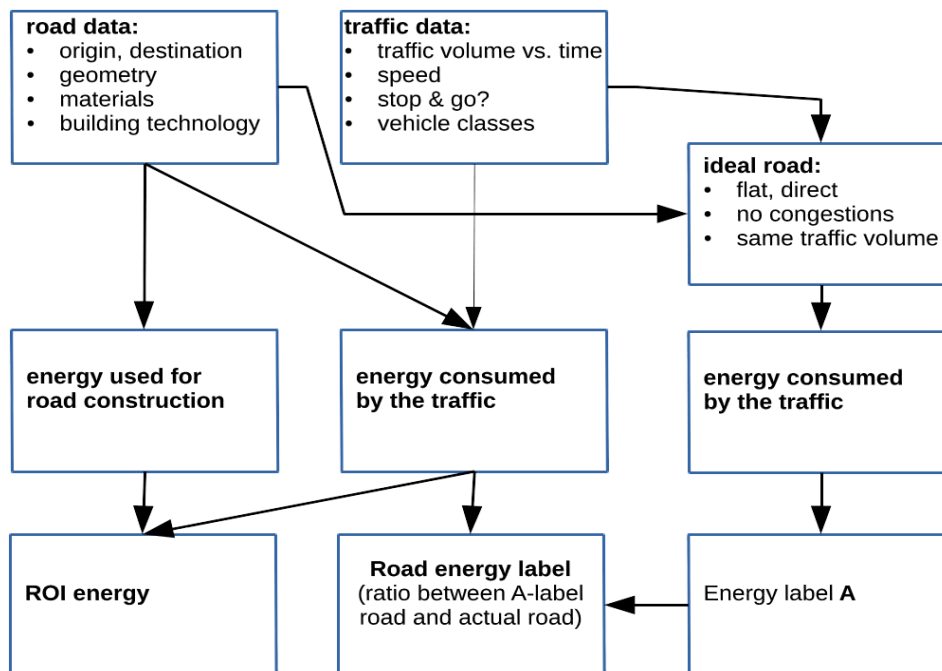 road data:
• origin, destination
• geometry
• materials
• building technology
traffic data:
• traffic volume vs. time
• speed
• stop & go?
• vehicle classes
ideal road:
• flat, direct
• no congestions
• same traffic volume
energy used for
road construction
energy consumed
by the traffic
energy consumed
by the traffic
ROI energy
Road energy label
(ratio between A-label
road and actual road)
Energy label A